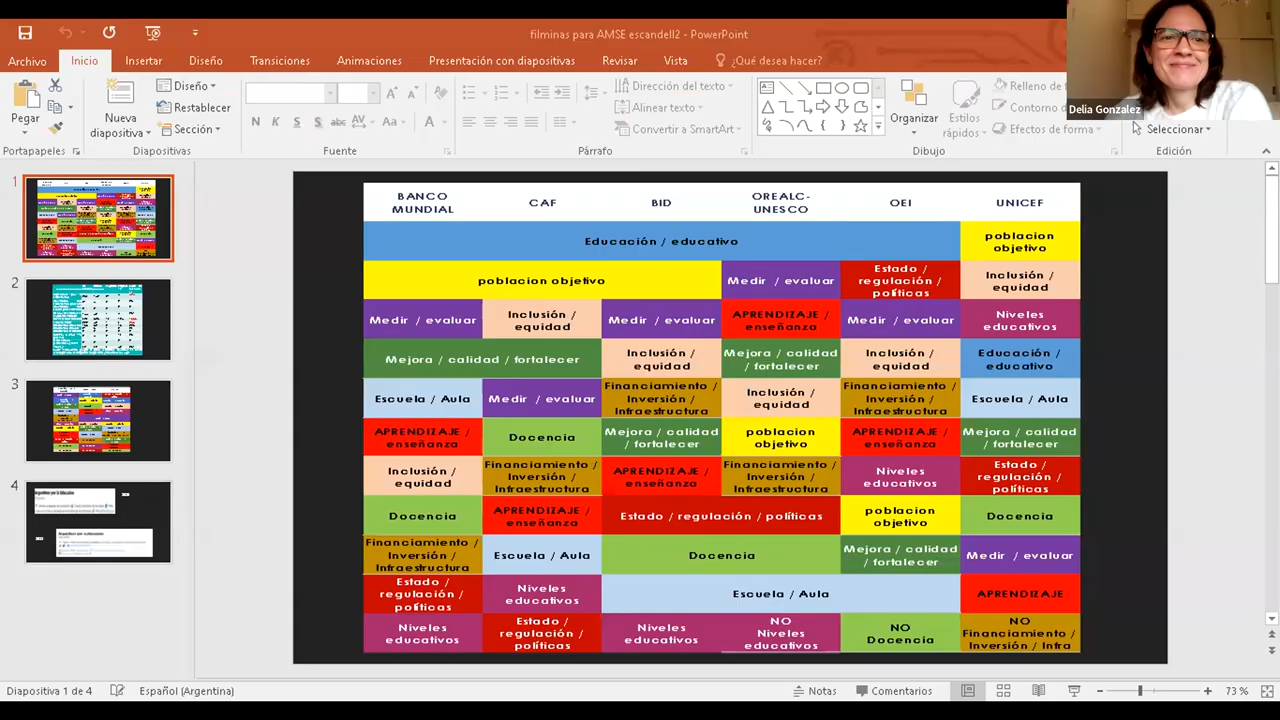 filminas para AMSE escandell2 - PowerPoint
Archivo
Inicio
Insertar
Diseño
Transiciones
Animaciones
Presentación con diapositivas
Revisar
Vista
¿Qué desea hacer?
Pegar
Nueva
diapositiva
Diseño
Restablecer
Sección
N K S S abc AV Aa A
Dirección del texto
Alinear texto
Convertir a SmartArt
Organizar
Estilos
rápidos
Relleno de
Contorno d
Efectos de forma
Seleccionar
Portapapeles
Diapositivas
Fuente
Párrafo
Dibujo
Edición
Delia Gonzalez
1
2
3
4
BANCO
MUNDIAL
CAF
BID
OREALC-
UNESCO
OEI
UNICEF
Educación / educativo
poblacion
objetivo
poblacion objetivo
Medir / evaluar
Estado /
regulación /
políticas
Inclusión /
equidad
Medir / evaluar
Inclusión /
equidad
Medir / evaluar
APRENDIZAJE /
enseñanza
Medir / evaluar
Niveles
educativos
Mejora / calidad / fortalecer
Inclusión /
equidad
Mejora / calidad
/ fortalecer
Inclusión /
equidad
Educación /
educativo
Escuela / Aula
Medir / evaluar
Financiamiento /
Inversión /
Infraestructura
Inclusión /
equidad
Financiamiento /
Inversión /
Infraestructura
Escuela / Aula
APRENDIZAJE /
enseñanza
Docencia
Mejora / calidad
/ fortalecer
poblacion
objetivo
APRENDIZAJE /
enseñanza
Mejora / calidad
/ fortalecer
Inclusión /
equidad
Financiamiento /
Inversión /
Infraestructura
APRENDIZAJE /
enseñanza
Financiamiento /
Inversión /
Infraestructura
Niveles
educativos
Estado /
regulación /
políticas
Docencia
APRENDIZAJE /
enseñanza
Estado / regulación / políticas
poblacion
objetivo
Docencia
Financiamiento /
Inversión /
Infraestructura
Escuela / Aula
Docencia
Mejora / calidad
/ fortalecer
Medir / evaluar
Estado /
regulación /
políticas
Niveles
educativos
Escuela / Aula
APRENDIZAJE
Niveles
educativos
Estado /
regulación /
políticas
Niveles
educativos
NO
Niveles
educativos
NO
Docencia
NO
Financiamiento /
Inversión / Infra
Diapositiva 1 de 4
Español (Argentina)
Notas
Comentarios
73 %